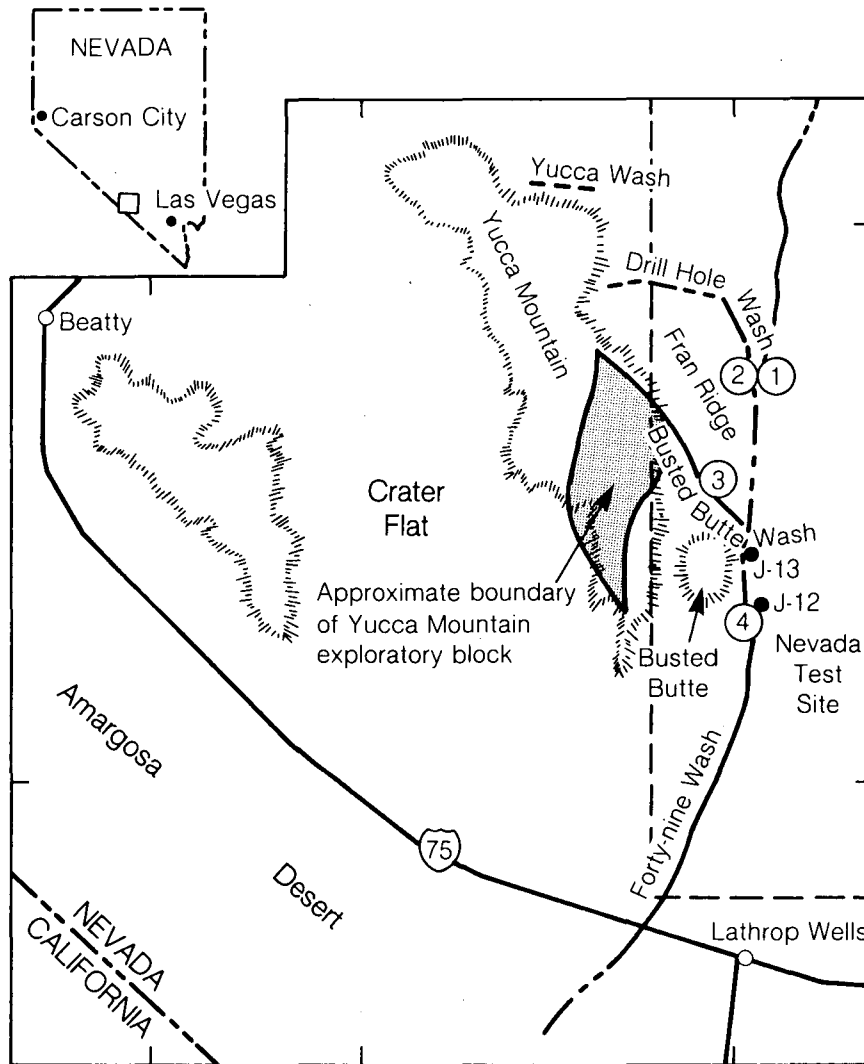 NEVADA
Carson City
Las Vegas
Yucca Wash
Yucca Mountain
Drill Hole
Wash
Beatty
Fran Ridge
2
1
Busted Butte
3
Crater
Flat
Wash
J-13
Approximate boundary
of Yucca Mountain
exploratory block
J-12
4
Busted
Butte
Nevada
Test
Site
Amargosa
Forty-nine Wash
75
Desert
NEVADA
CALIFORNIA
Lathrop Wells